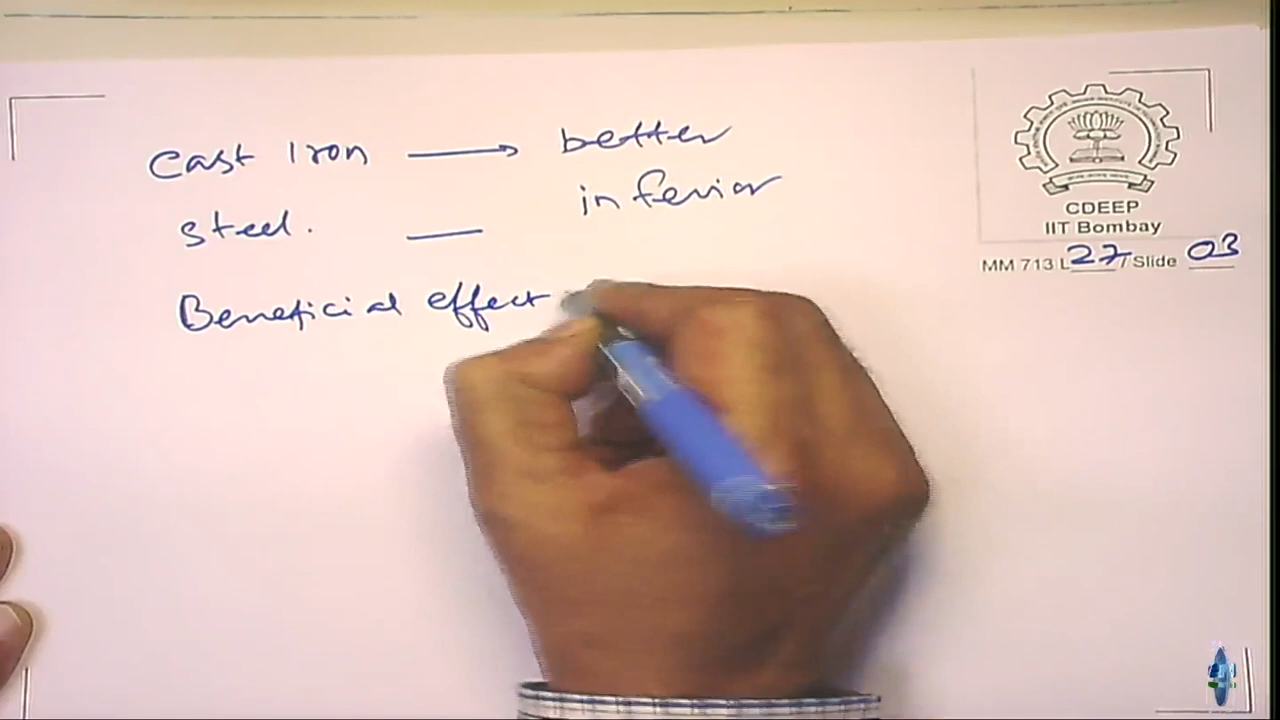 Cast Iron → better
Steel. — inferior
Beneficial effect
CDEEP
IIT Bombay
MM 713 L 27 / Slide 03